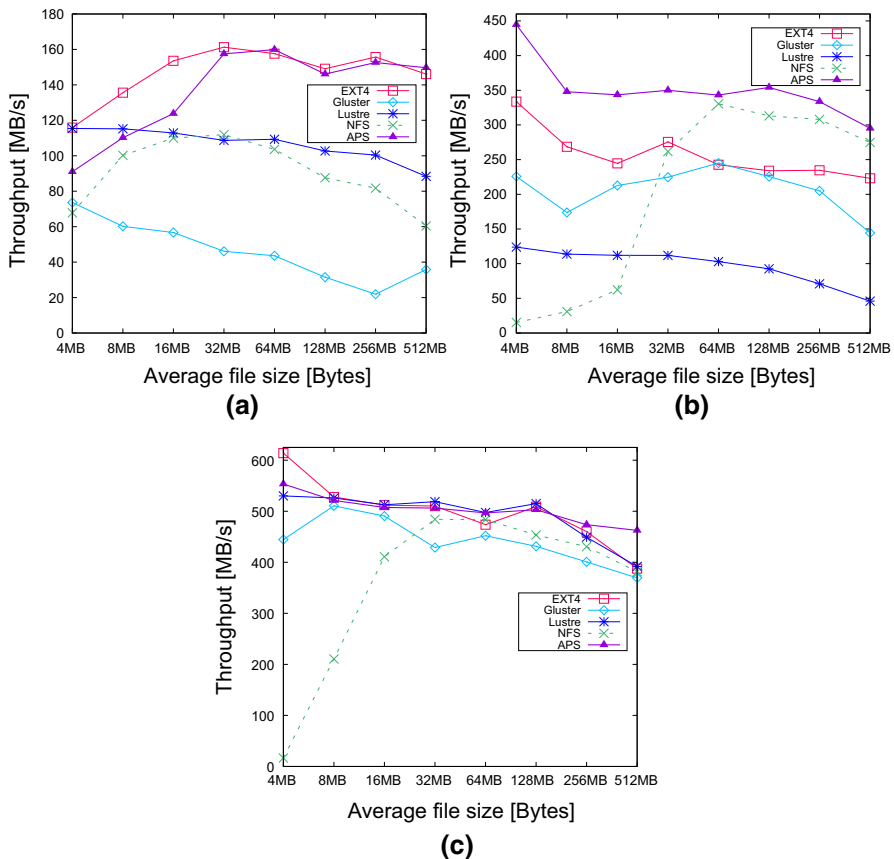 160
140
120
100
80
60
40
20
0
Throughput [MB/s]
EXT4
Gluster
Lustre
NFS
APS
4MB 8MB 16MB 32MB 64MB 128MB 256MB 512MB
Average file size [Bytes]
(a)
450
400
350
300
250
200
150
100
50
0
Throughput [MB/s]
EXT4
Gluster
Lustre
NFS
APS
4MB 8MB 16MB 32MB 64MB 128MB 256MB 512MB
Average file size [Bytes]
(b)
600
500
400
300
200
100
0
Throughput [MB/s]
EXT4
Gluster
Lustre
NFS
APS
4MB 8MB 16MB 32MB 64MB 128MB 256MB 512MB
Average file size [Bytes]
(c)